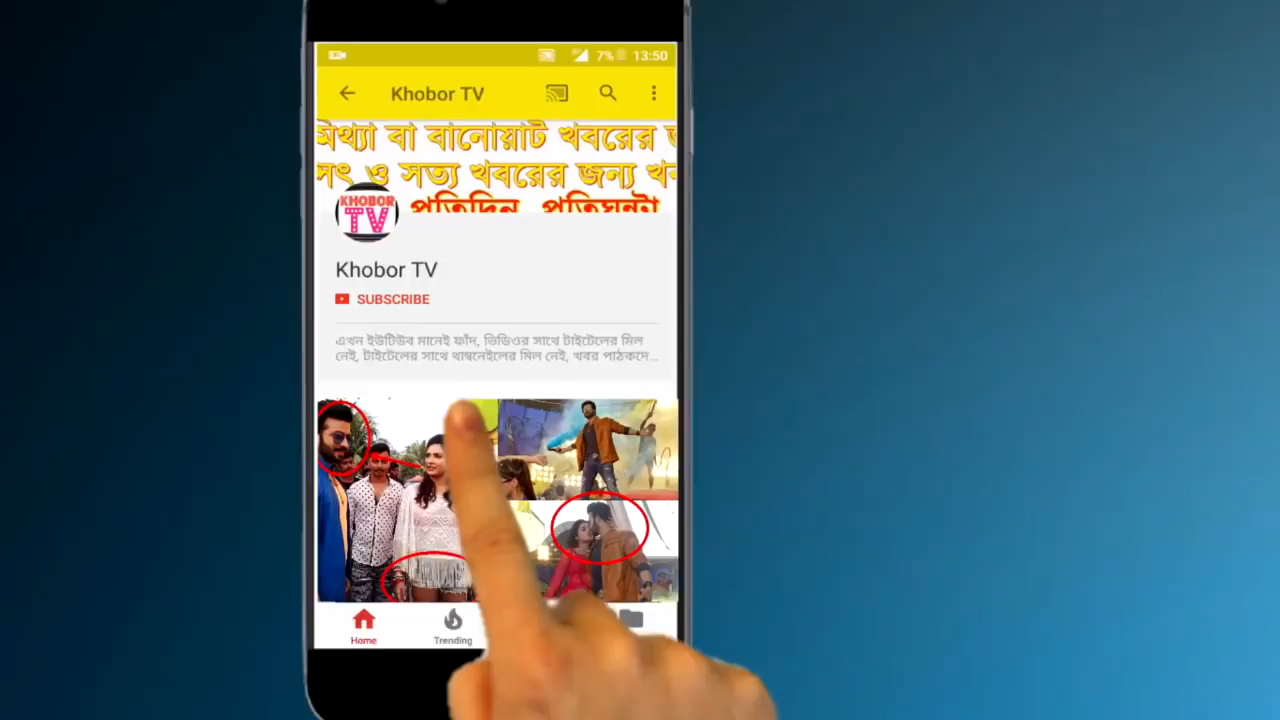 7% 13:50
Khobor TV
মিথ্যা বা বানোয়াট খবরের
সৎ ও সত্য খবরের জন্য
KHOBOR
TV
প্রতিদিন প্রতিঘন্টা
Khobor TV
SUBSCRIBE
এখন ইউটিউব মানেই ফাঁদ, ভিডিওর সাথে টাইটেলের মিল
নেই, টাইটেলের সাথে থাম্বনেইলের মিল নেই, খবর পাঠকদে...
Home Trending